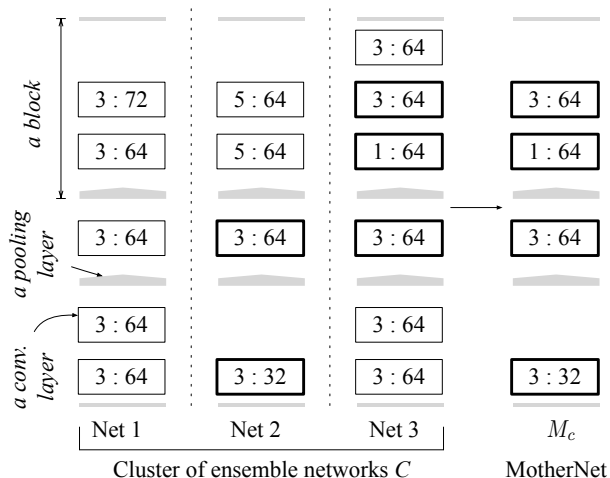 3 : 64
3 : 72 5 : 64 3 : 64 3 : 64
a block
3 : 64 5 : 64 1 : 64 1 : 64
3 : 64 3 : 64 3 : 64 3 : 64
a pooling
layer
3 : 64 3 : 64
a conv.
layer
3 : 64 3 : 32 3 : 64 3 : 32
Net 1 Net 2 Net 3 M_c
Cluster of ensemble networks C MotherNet